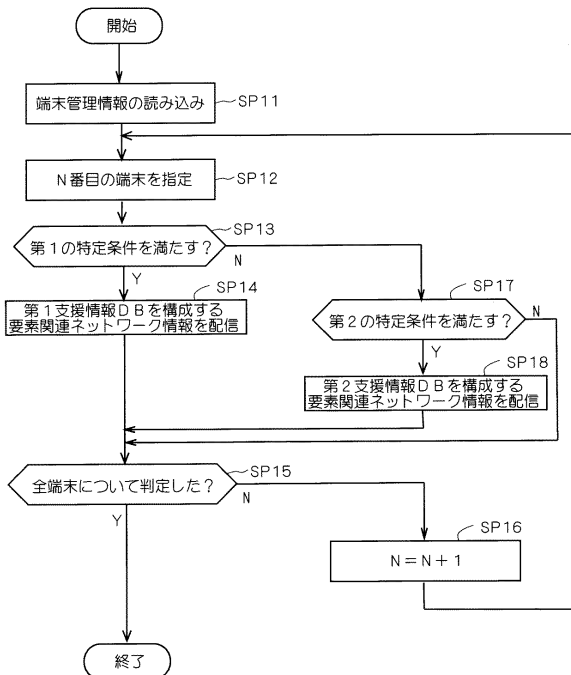 開始
端末管理情報の読み込み
SP11
N番目の端末を指定
SP12
第1の特定条件を満たす?
SP13
Y
N
第1支援情報DBを構成する
要素関連ネットワーク情報を配信
SP14
第2の特定条件を満たす?
SP17
Y
N
第2支援情報DBを構成する
要素関連ネットワーク情報を配信
SP18
全端末について判定した?
SP15
Y
N
N=N+1
SP16
終了